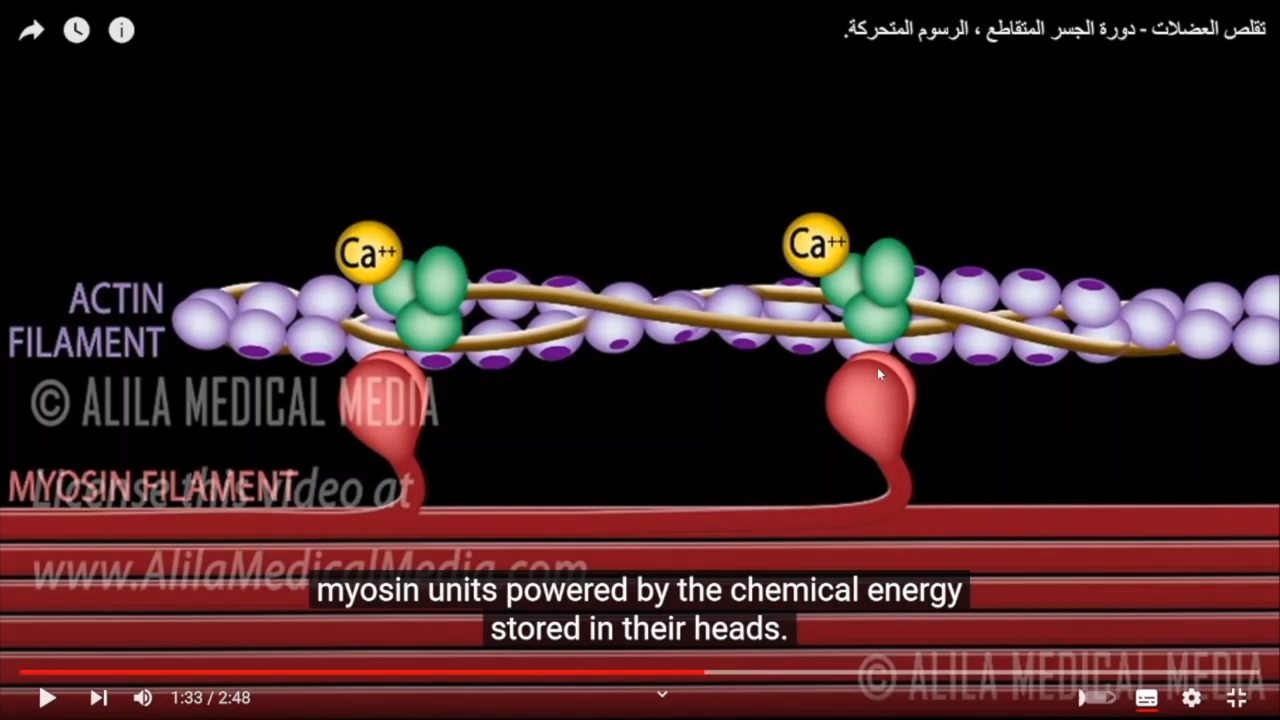 تقلص العضلات - دورة الجسر المتقاطع ، الرسوم المتحركة.
Ca++
Ca++
ACTIN
FILAMENT
© ALILA MEDICAL MEDIA
MYOSIN FILAMENT
License this video at
www.AlilaMedicalMedia.com
myosin units powered by the chemical energy
stored in their heads.
© ALILA MEDICAL MEDIA
1:33 / 2:48